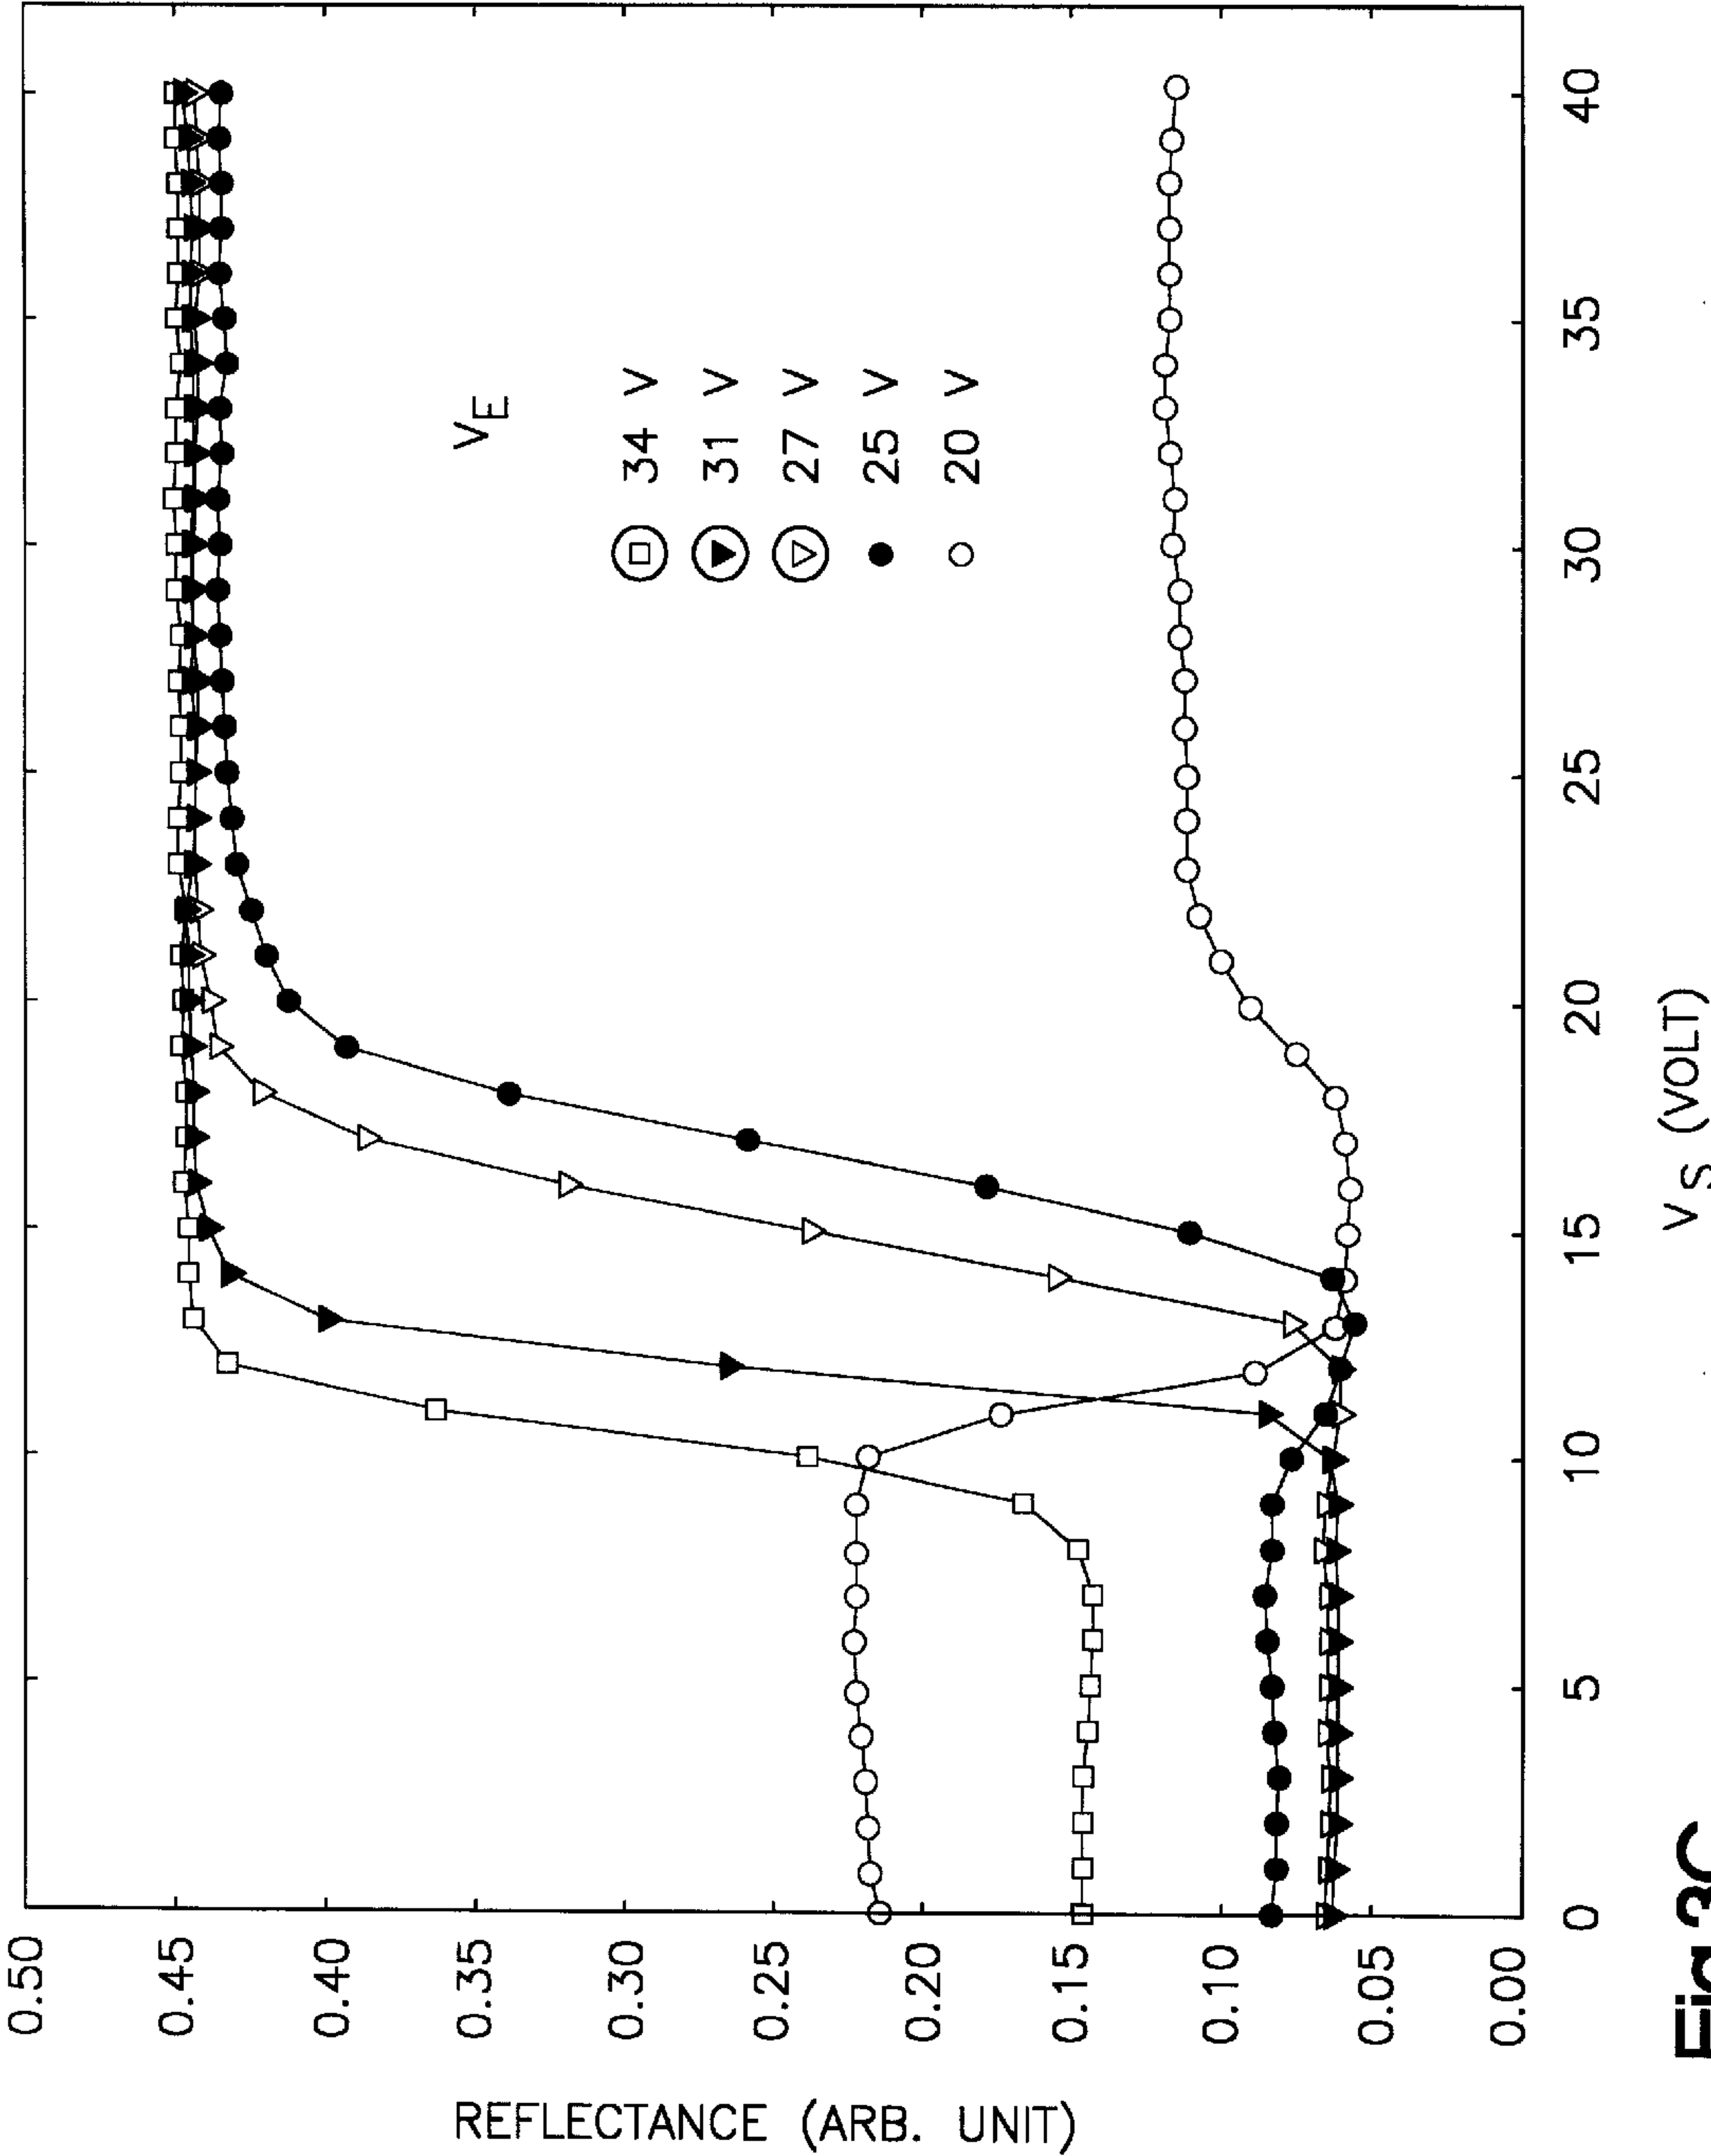 REFLECTANCE (ARB. UNIT)
0.50
0.45
0.40
0.35
0.30
0.25
0.20
0.15
0.10
0.05
0.00
V_E
34 V
31 V
27 V
25 V
20 V
0 5 10 15 20 25 30 35 40
V_S (VOLT)
Fig.3C